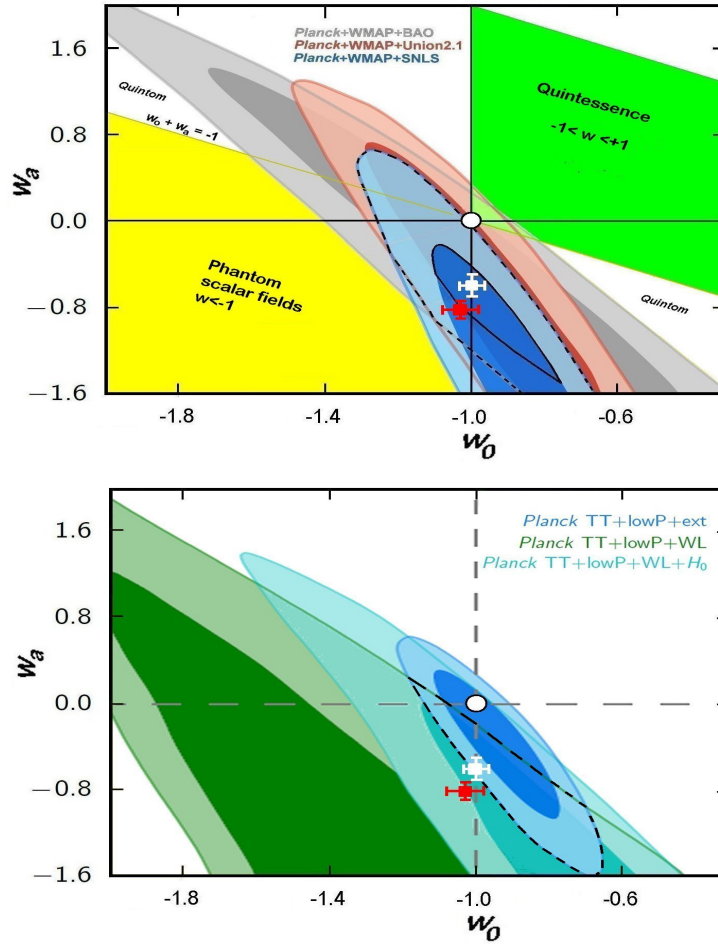 Planck+WMAP+BAO
Planck+WMAP+Union2.1
Planck+WMAP+SNLS
1.6
0.8
0.0
−0.8
−1.6
wa
Quintom
wo + wa = -1
Quintessence
-1< w <+1
Phantom
scalar fields
w<-1
Quintom
-1.8
-1.4
-1.0
-0.6
w0
Planck TT+lowP+ext
Planck TT+lowP+WL
Planck TT+lowP+WL+H0
1.6
0.8
0.0
−0.8
−1.6
wa
-1.8
-1.4
-1.0
-0.6
w0